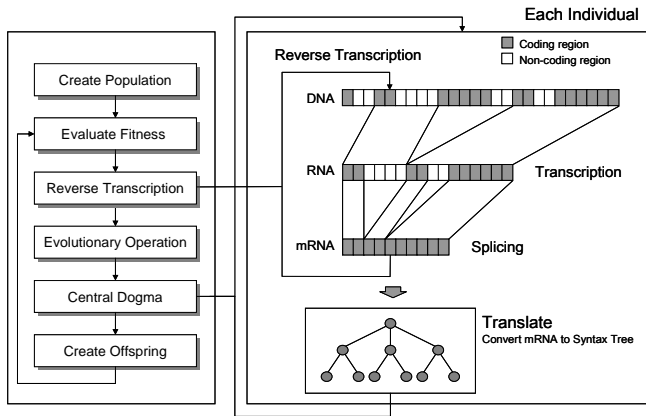 Each Individual
Coding region
Non-coding region
Reverse Transcription
DNA
RNA
Transcription
mRNA
Splicing
Translate
Convert mRNA to Syntax Tree
Create Population
Evaluate Fitness
Reverse Transcription
Evolutionary Operation
Central Dogma
Create Offspring